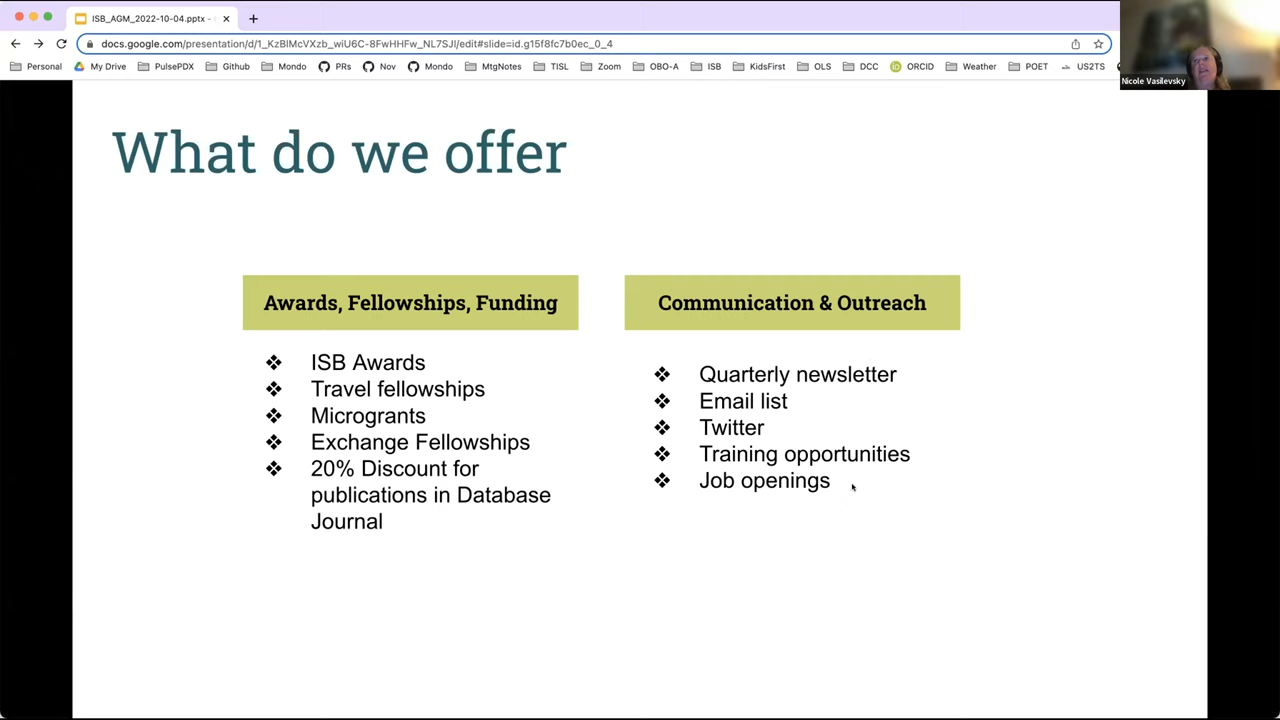 ISB_AGM_2022-10-04.pptx -
docs.google.com/presentation/d/1_KzBlMcVXzb_wiU6C-8FwHHFw_NL7SJI/edit#slide=id.g15f8fc7b0ec_0_4
Personal My Drive PulsePDX Github Mondo PRs Nov Mondo MtgNotes TISL Zoom OBO-A ISB KidsFirst OLS DCC ORCID Weather POET US2TS
Nicole Vasilevsky
What do we offer
Awards, Fellowships, Funding
❖ ISB Awards
❖ Travel fellowships
❖ Microgrants
❖ Exchange Fellowships
❖ 20% Discount for
publications in Database
Journal
Communication & Outreach
❖ Quarterly newsletter
❖ Email list
❖ Twitter
❖ Training opportunities
❖ Job openings